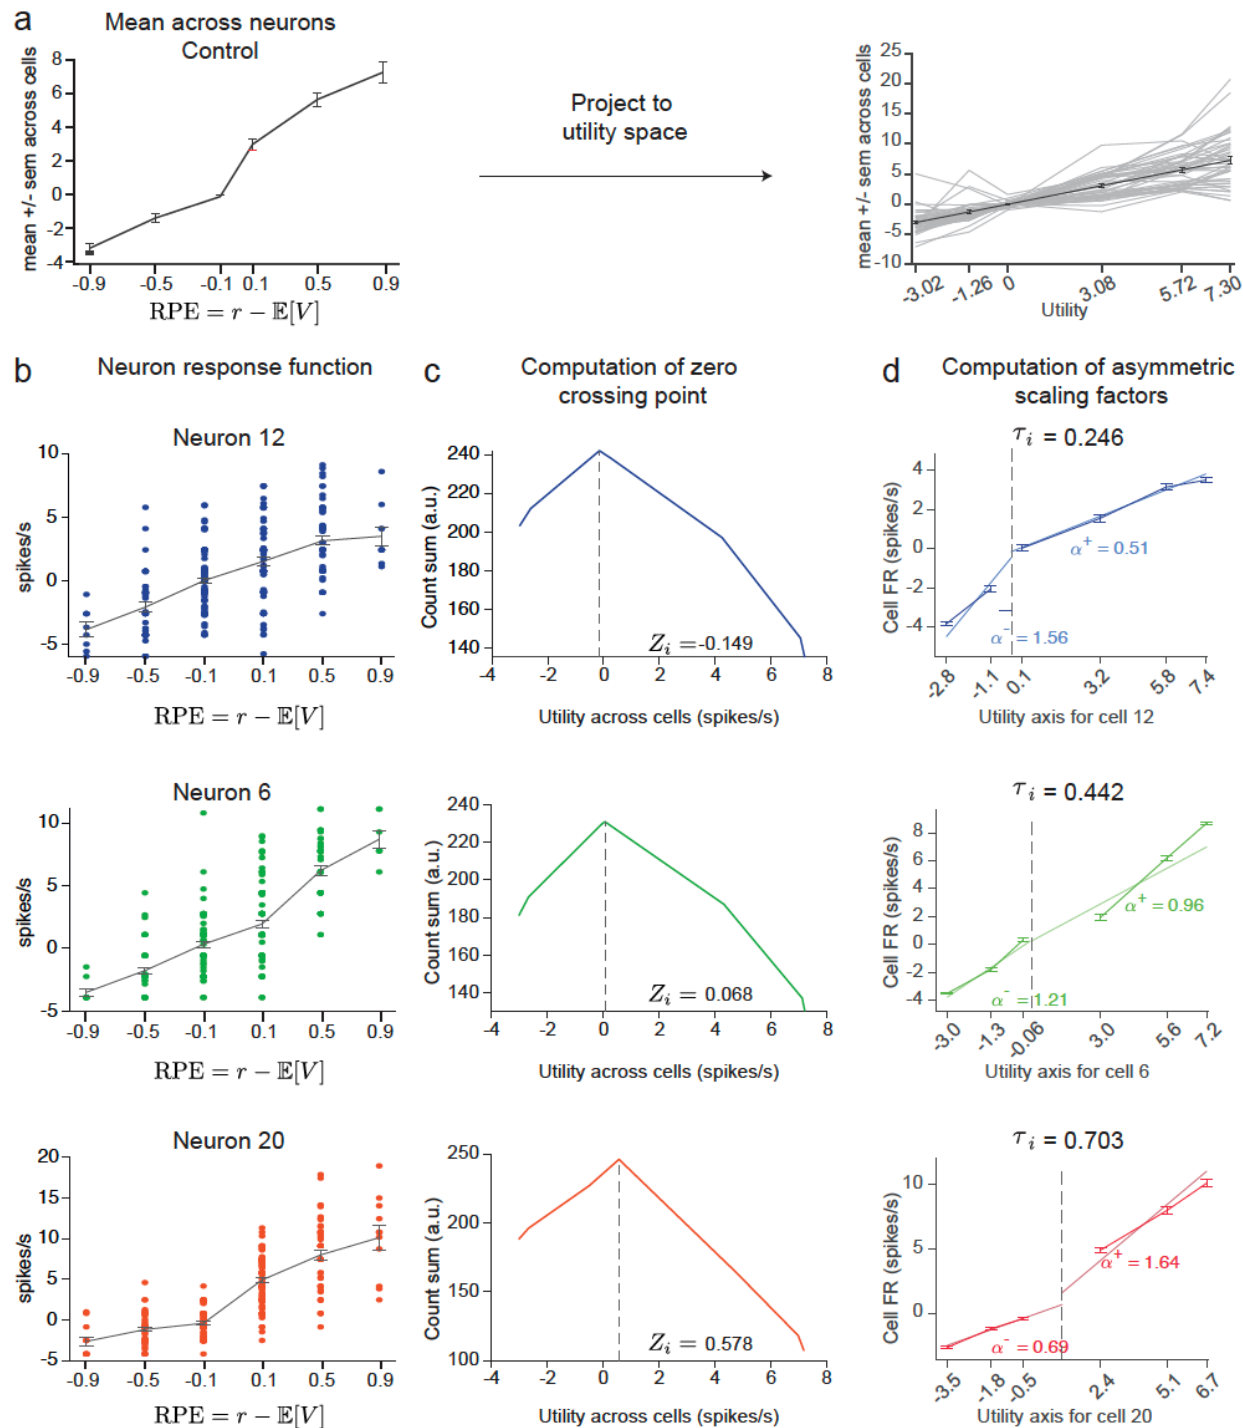 a
Mean across neurons
Control
mean +/- sem across cells
8
6
4
2
0
-2
-4
-0.9
-0.5
-0.1
0.1
0.5
0.9
RPE = r − 𝔼[V]
Project to
utility space
mean +/- sem across cells
25
20
15
10
5
0
-5
-10
-3.02
-1.26
0
3.08
5.72
7.30
Utility
b
Neuron response function
c
Computation of zero
crossing point
d
Computation of asymmetric
scaling factors
Neuron 12
spikes/s
10
5
0
-5
-0.9
-0.5
-0.1
0.1
0.5
0.9
RPE = r − 𝔼[V]
Count sum (a.u.)
240
220
200
180
160
140
Z_i =-0.149
-4
-2
0
2
4
6
8
Utility across cells (spikes/s)
τ_i = 0.246
Cell FR (spikes/s)
4
2
0
-2
-4
α⁺ = 0.51
α⁻ = 1.56
-2.8
-1.1
0.1
3.2
5.8
7.4
Utility axis for cell 12
Neuron 6
spikes/s
10
5
0
-5
-0.9
-0.5
-0.1
0.1
0.5
0.9
RPE = r − 𝔼[V]
Count sum (a.u.)
240
220
200
180
160
140
Z_i = 0.068
-4
-2
0
2
4
6
8
Utility across cells (spikes/s)
τ_i = 0.442
Cell FR (spikes/s)
8
6
4
2
0
-2
-4
α⁺ = 0.96
α⁻ = 1.21
-3.0
-1.3
-0.06
3.0
5.6
7.2
Utility axis for cell 6
Neuron 20
spikes/s
20
15
10
5
0
-5
-0.9
-0.5
-0.1
0.1
0.5
0.9
RPE = r − 𝔼[V]
Count sum (a.u.)
250
200
150
100
Z_i = 0.578
-4
-2
0
2
4
6
8
Utility across cells (spikes/s)
τ_i = 0.703
Cell FR (spikes/s)
10
5
0
α⁺ = 1.64
α⁻ = 0.69
-3.5
-1.8
-0.5
2.4
5.1
6.7
Utility axis for cell 20